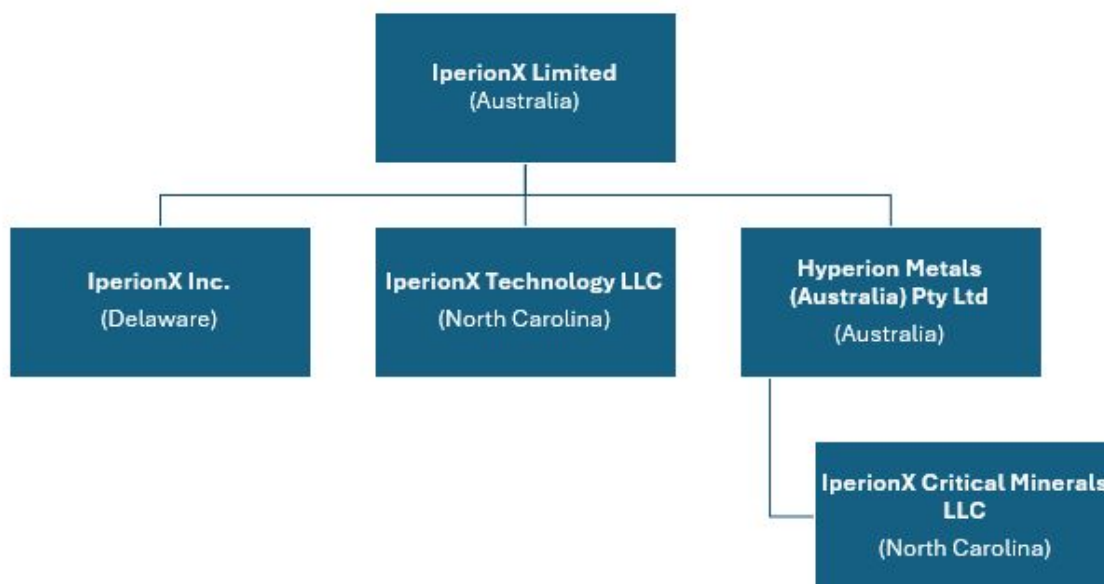 IperionX Limited
(Australia)
IperionX Inc.
(Delaware)
IperionX Technology LLC
(North Carolina)
Hyperion Metals
(Australia) Pty Ltd
(Australia)
IperionX Critical Minerals
LLC
(North Carolina)